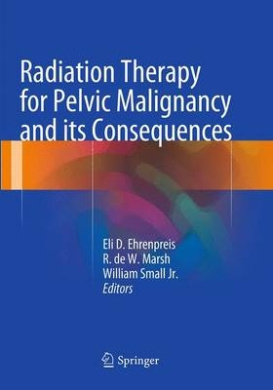 Radiation Therapy
for Pelvic Malignancy
and its Consequences
Eli D. Ehrenpreis
R. de W. Marsh
William Small Jr.
Editors
Springer